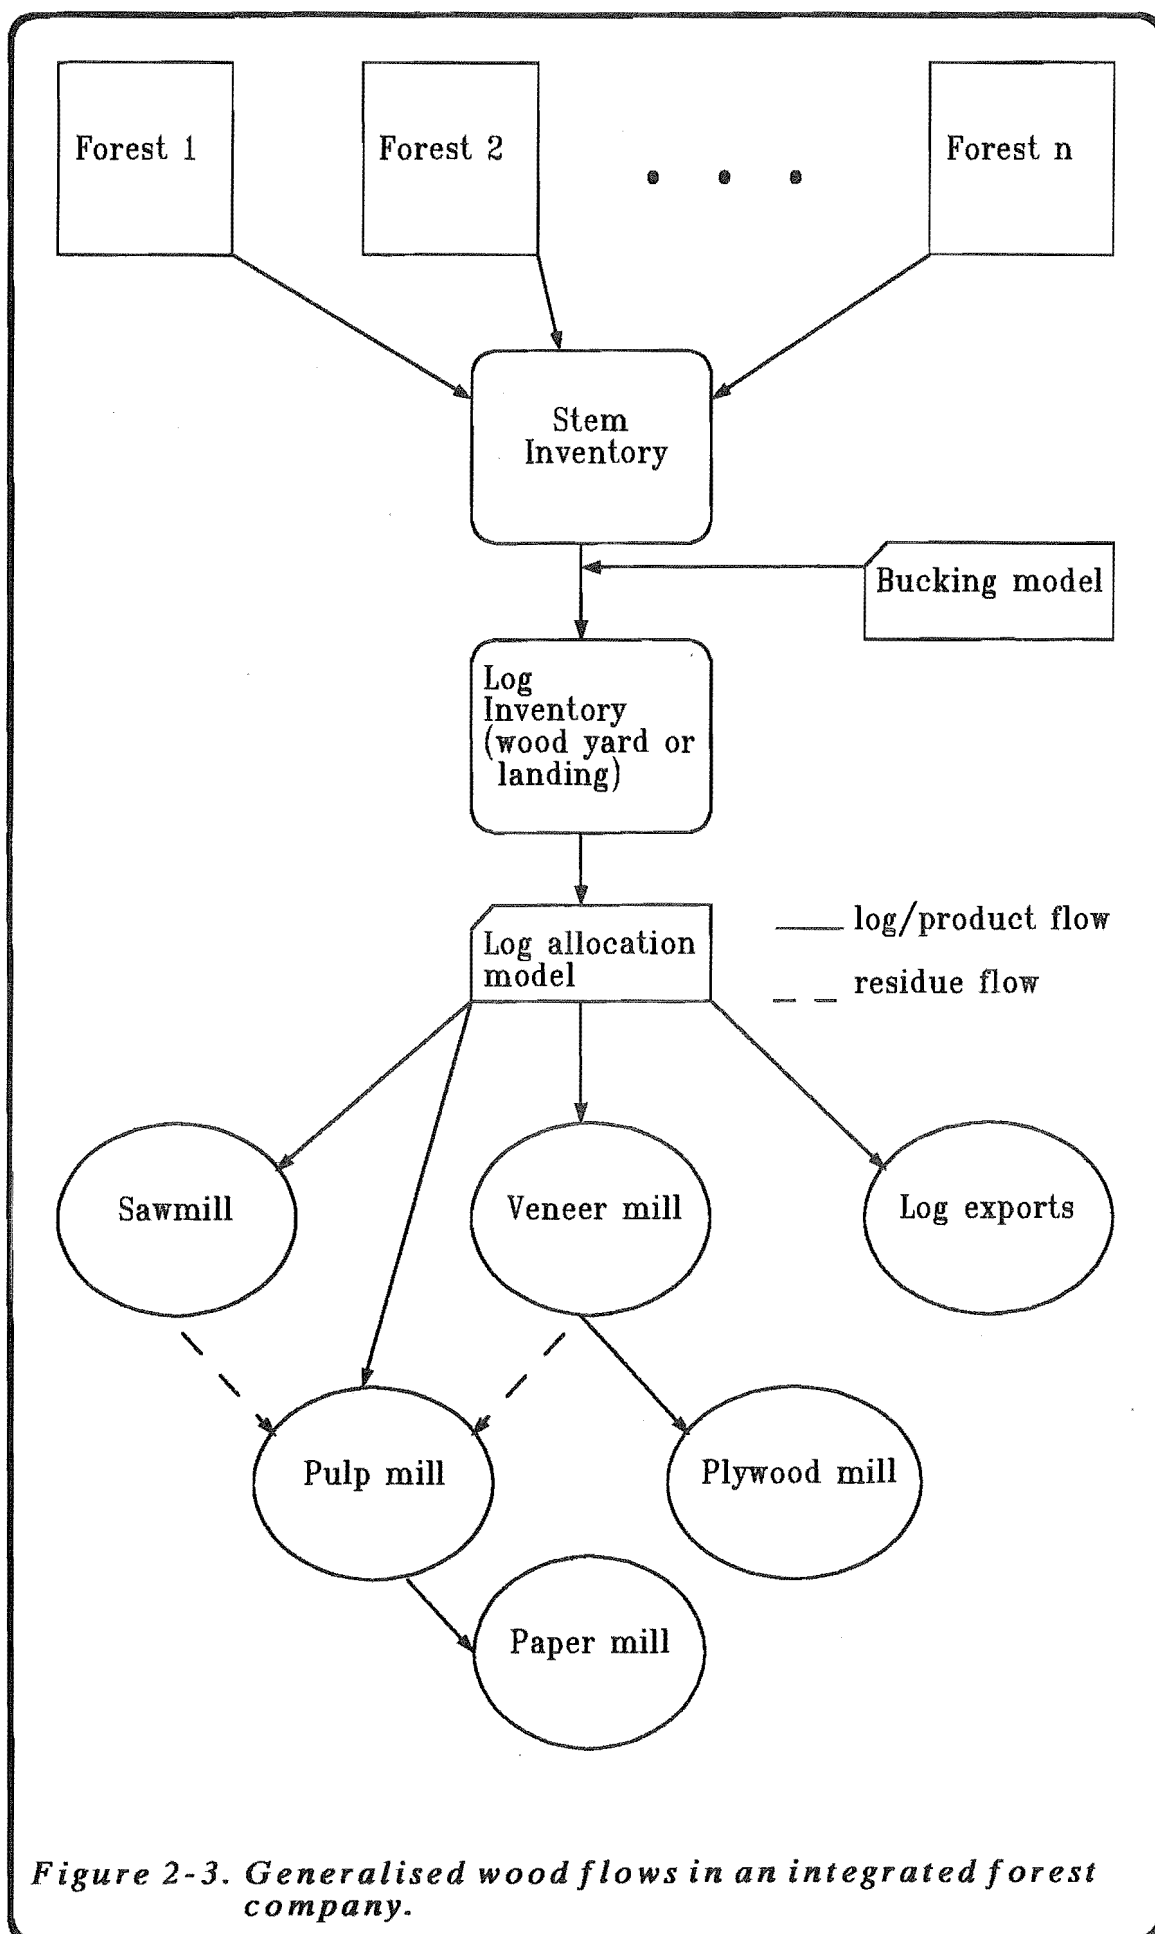 Forest 1
Forest 2
. . .
Forest n
Stem
Inventory
Bucking model
Log
Inventory
(wood yard or
landing)
log/product flow
Log allocation
model
residue flow
Sawmill
Veneer mill
Log exports
Pulp mill
Plywood mill
Paper mill
Figure 2-3. Generalised wood flows in an integrated forest
company.